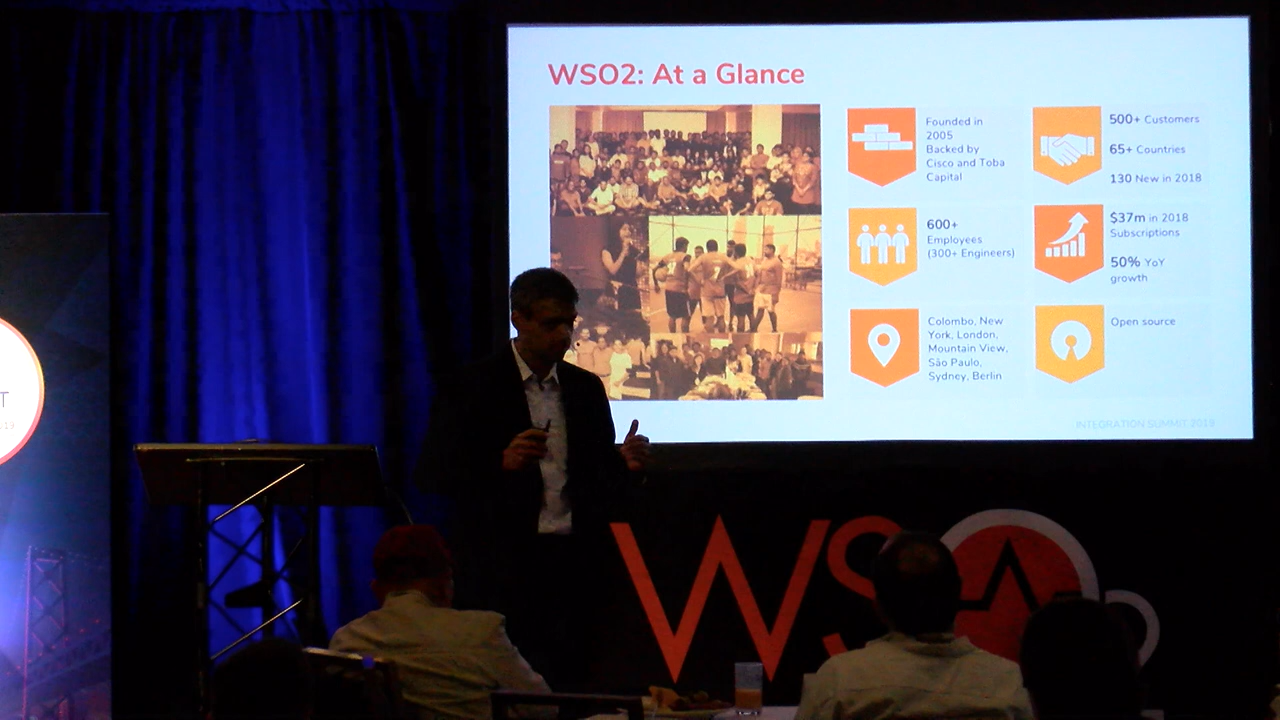 WSO2: At a Glance
Founded in
2005
Backed by
Cisco and Toba
Capital
500+ Customers
65+ Countries
130 New in 2018
600+
Employees
(300+ Engineers)
$37m in 2018
Subscriptions
50% YoY
growth
Colombo, New
York, London,
Mountain View,
São Paulo,
Sydney, Berlin
Open source
INTEGRATION SUMMIT 2019
T
WSO2